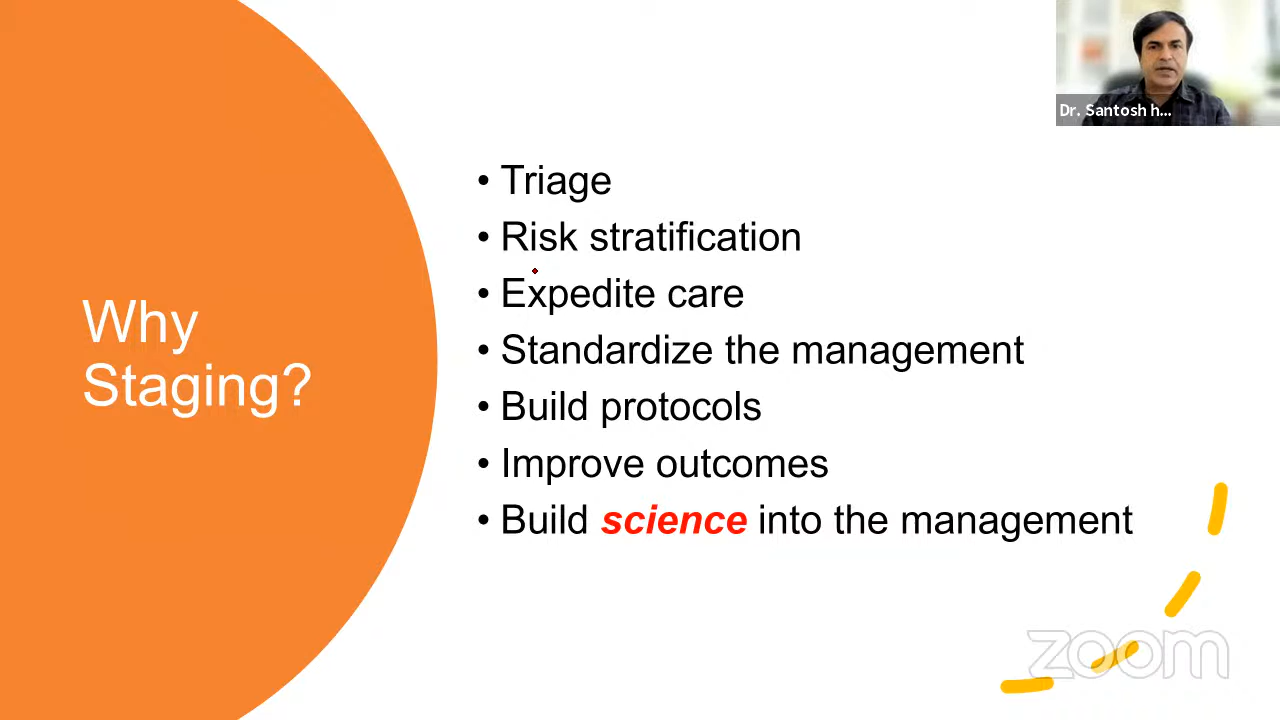 Dr. Santosh h...
Why
Staging?
• Triage
• Risk stratification
• Expedite care
• Standardize the management
• Build protocols
• Improve outcomes
• Build science into the management
zoom